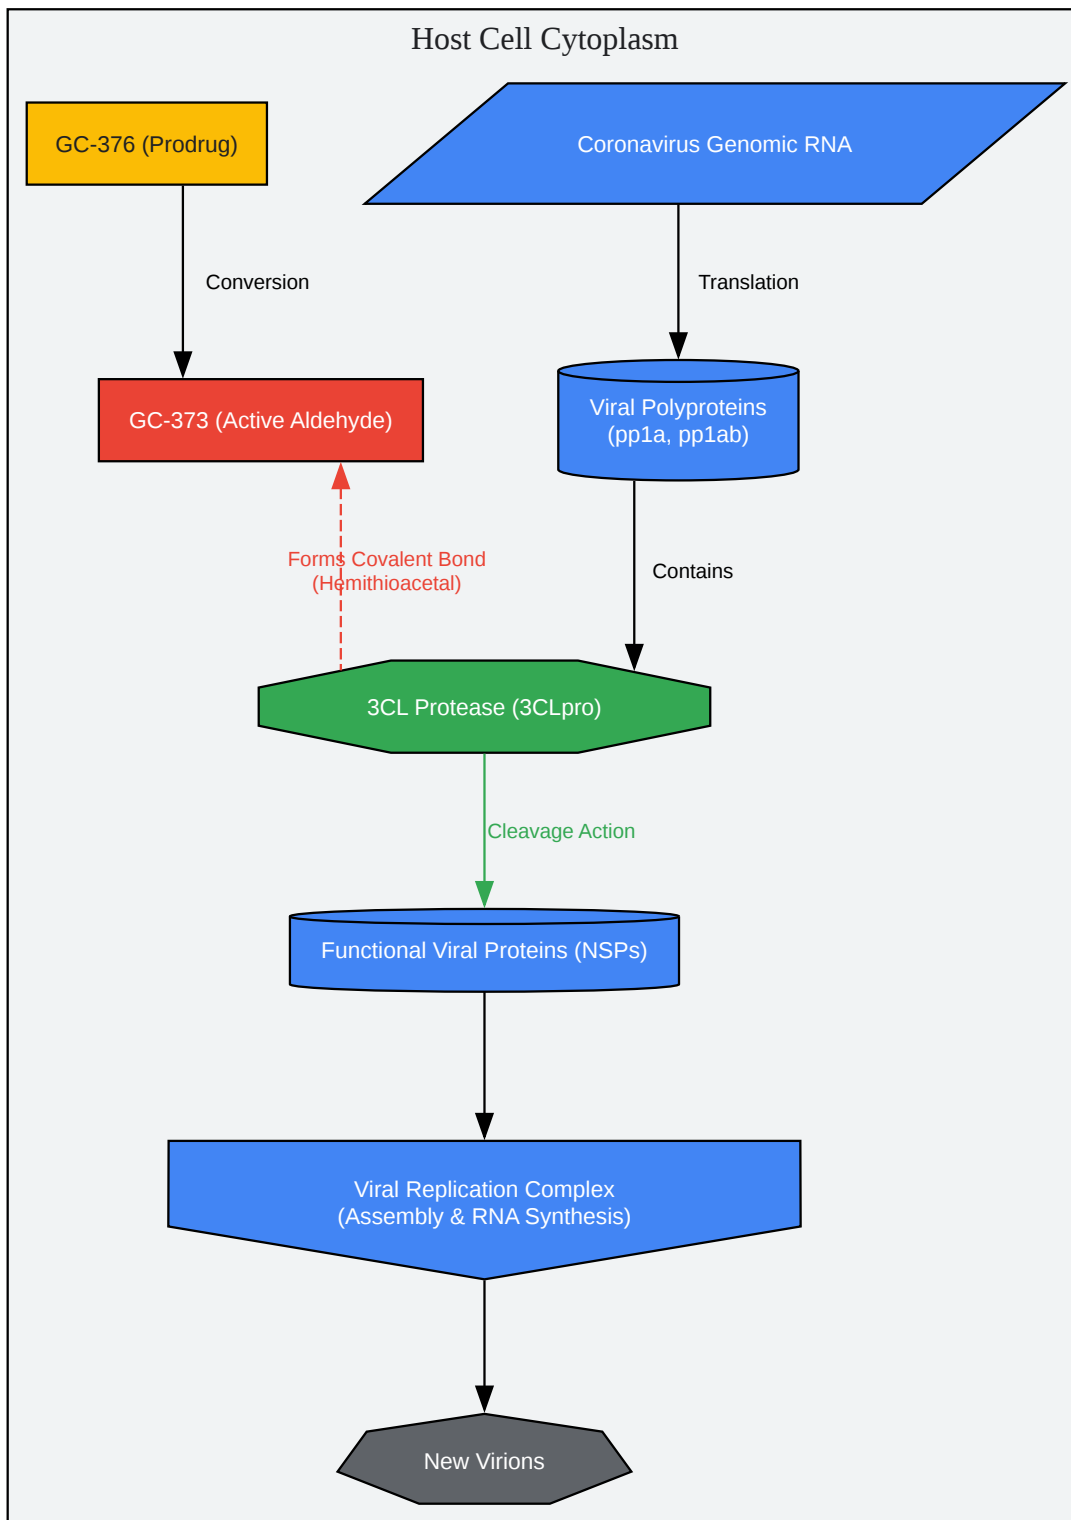 Host Cell Cytoplasm
GC-376 (Prodrug)
Coronavirus Genomic RNA
Conversion
Translation
GC-373 (Active Aldehyde)
Viral Polyproteins
(pp1a, pp1ab)
Forms Covalent Bond
(Hemithioacetal)
Contains
3CL Protease (3CLpro)
Cleavage Action
Functional Viral Proteins (NSPs)
Viral Replication Complex
(Assembly & RNA Synthesis)
New Virions